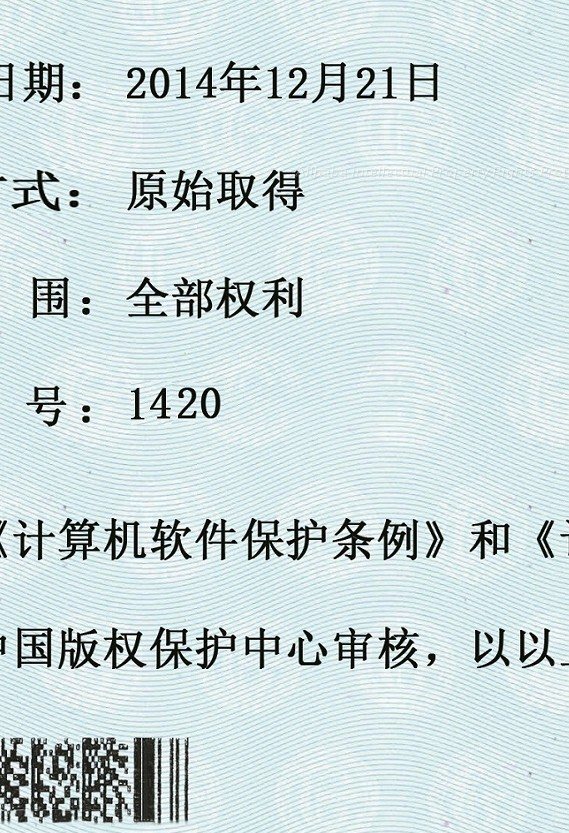 日期：2014年12月21日
方式：原始取得
围：全部权利
号：1420
《计算机软件保护条例》和《计
中国版权保护中心审核，以以上